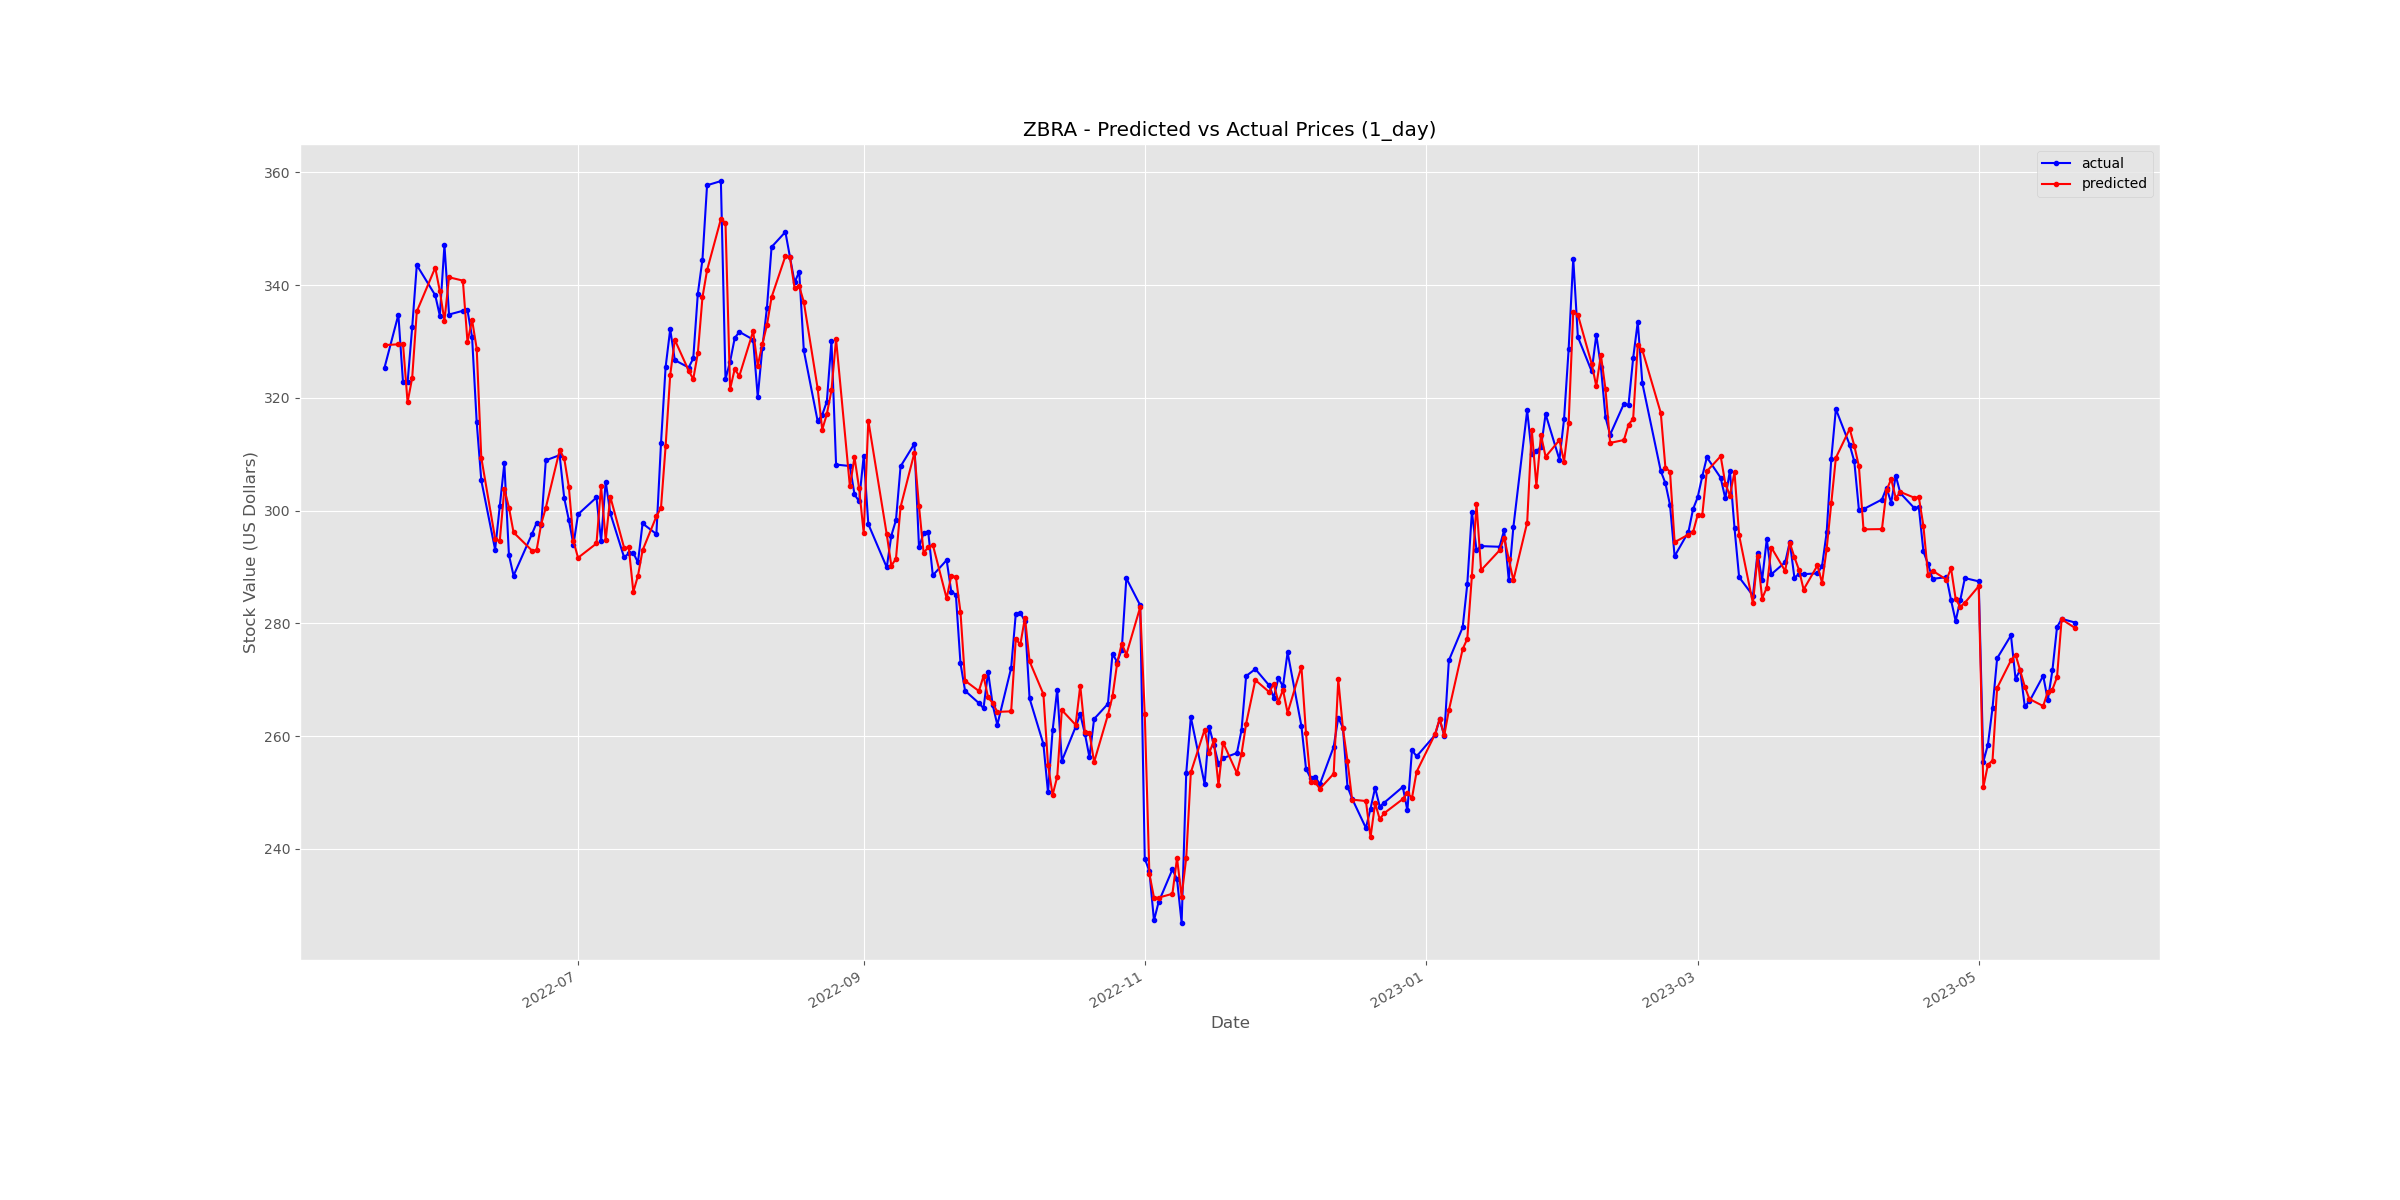 ZBRA - Predicted vs Actual Prices (1_day)
actual
predicted
360
340
320
300
280
260
240
Stock Value (US Dollars)
2022-07
2022-09
2022-11
2023-01
2023-03
2023-05
Date